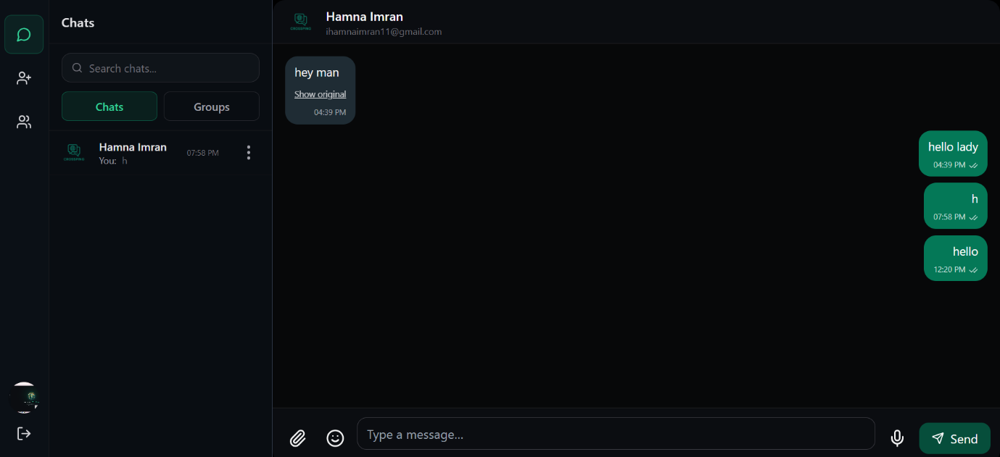 Chats
Search chats...
Chats
Groups
CROSSPING
Hamna Imran
07:58 PM
You: h
CROSSPING
Hamna Imran
ihamnaimran11@gmail.com
hey man
Show original
04:39 PM
hello lady
04:39 PM
h
07:58 PM
hello
12:20 PM
Type a message...
Send